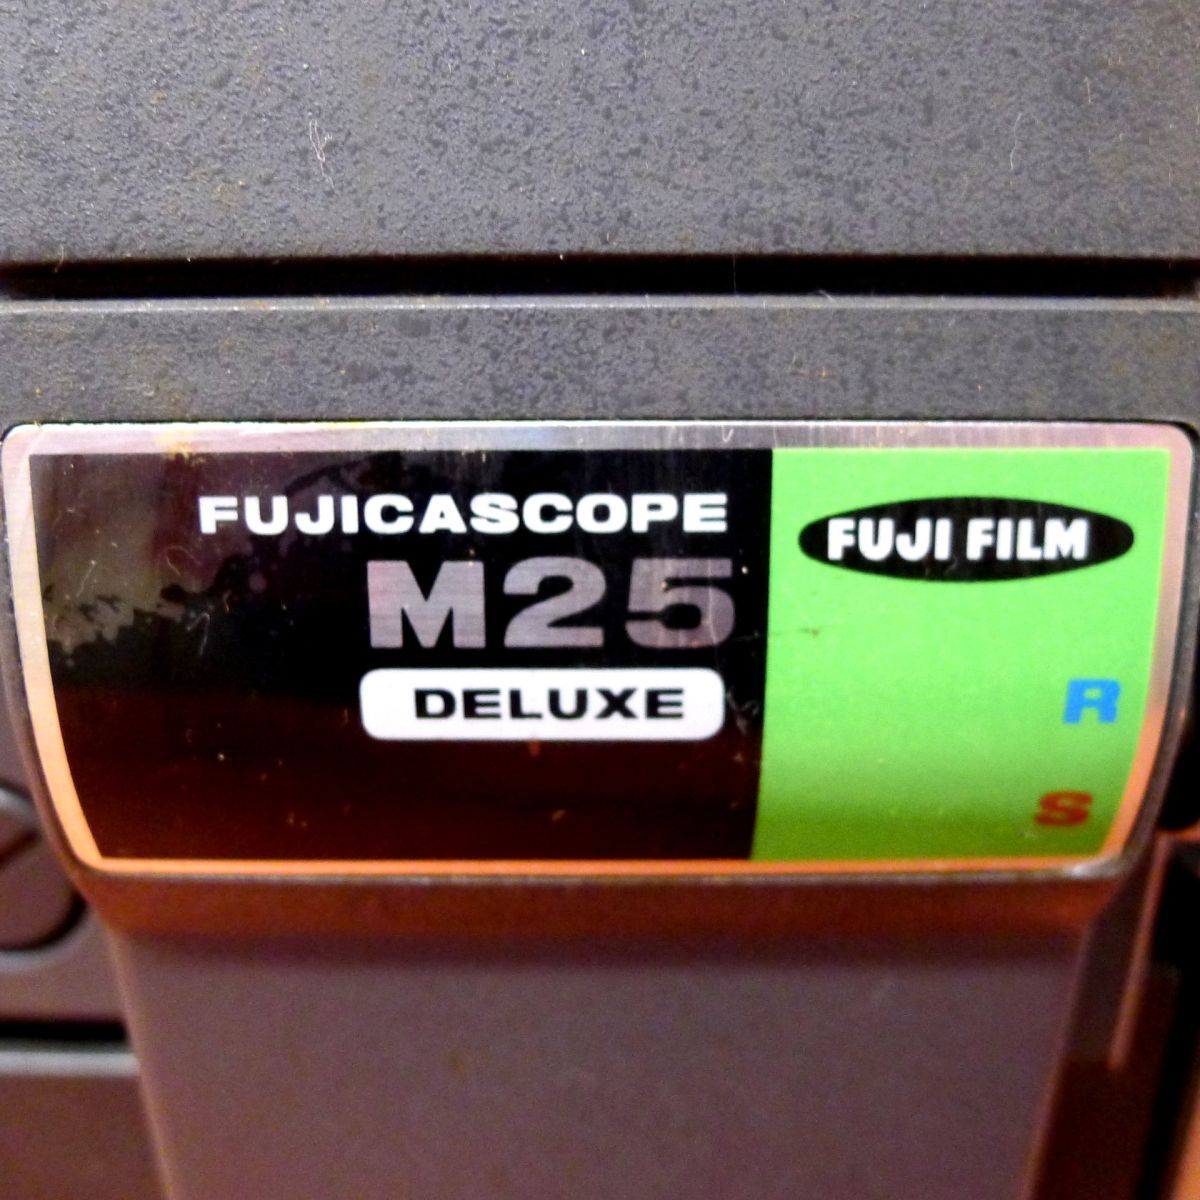 FUJICASCOPE
M25
DELUXE
FUJI FILM
R
S